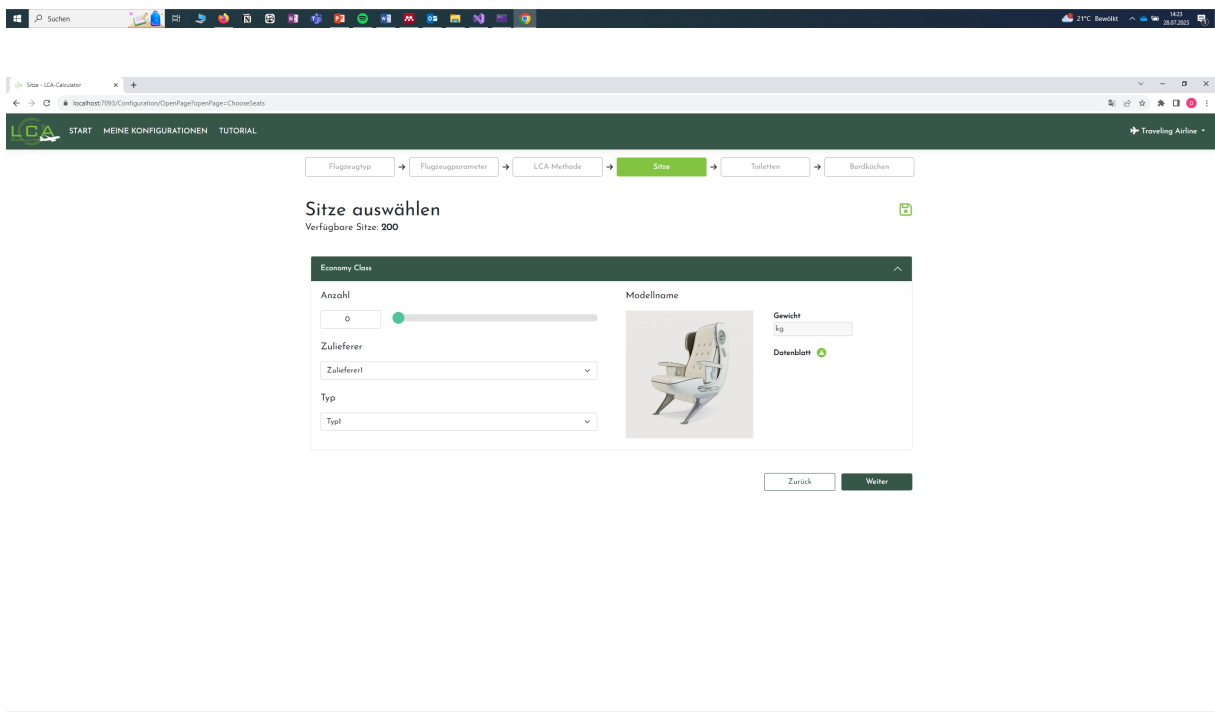 Suchen
21°C Bewölkt
14:23
28.07.2023
Sitze - LCA-Calculator
localhost:7093/Configuration/OpenPage?openPage=ChooseSeats
LCA START MEINE KONFIGURATIONEN TUTORIAL Traveling Airline
Flugzeugtyp → Flugzeugparameter → LCA-Methode → Sitze → Toiletten → Bordküchen
Sitze auswählen
Verfügbare Sitze: 200
Economy Class
Anzahl
0
Zulieferer
Zulieferer1
Typ
Typ1
Modellname
Gewicht
kg
Datenblatt
Zurück Weiter